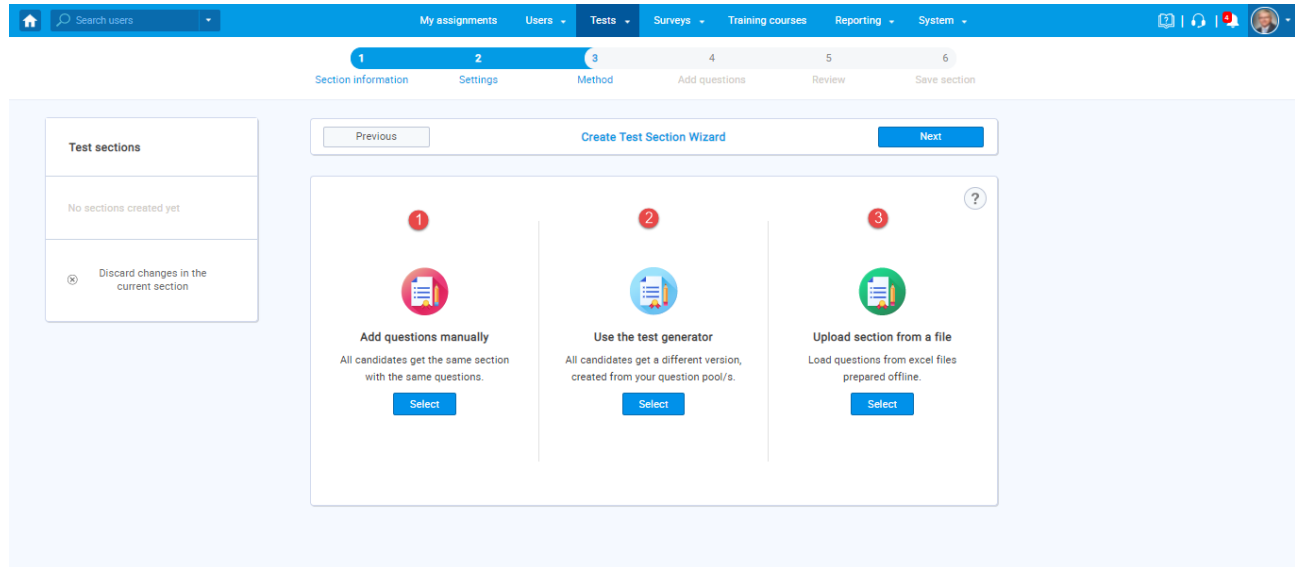 Search users
My assignments
Users
Tests
Surveys
Training courses
Reporting
System
4
1
2
3
4
5
6
Section information
Settings
Method
Add questions
Review
Save section
Test sections
No sections created yet
Discard changes in the
current section
Previous
Create Test Section Wizard
Next
?
1
2
3
Add questions manually
All candidates get the same section
with the same questions.
Select
Use the test generator
All candidates get a different version,
created from your question pool/s.
Select
Upload section from a file
Load questions from excel files
prepared offline.
Select